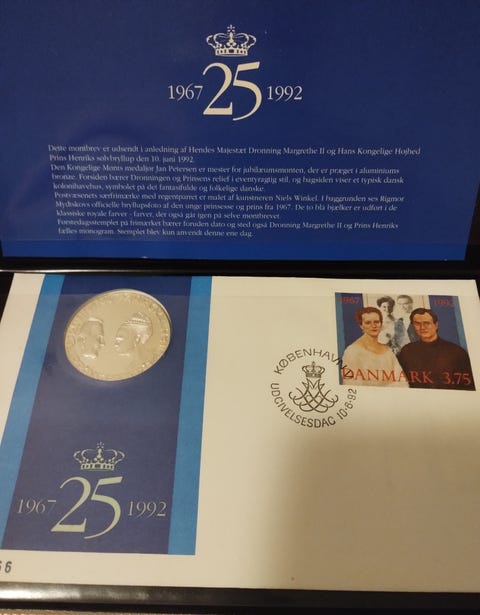 1967 25 1992
Dette montbrev er udsendt i anledning af Hendes Majestæt Dronning Margrethe II og Hans Kongelige Højhed
Prins Henriks sølvbryllup den 10. juni 1992.
Den Kongelige Mønts medaljør Jan Petersen er mester for jubilæumsmønten, der er præget i aluminiums
bronze. Forsiden bærer Dronningen og Prinsens relief i eventyragtig stil, og bagsiden viser et typisk dansk
kolonihavehus, symbolet på det fantasifulde og folkelige danske.
Postvæsenets særfrimærke med regentparret er malet af kunstneren Niels Winkel. I baggrunden ses Rigmor
Mydtskovs officielle bryllupsfoto af den unge prinsesse og prins fra 1967. De to blå bjælker er udført i de
klassiske royale farver - farver, der også går igen på selve møntbrevet.
Førstedagsstemplet på frimærket bærer foruden dato og sted også Dronning Margrethe II og Prins Henriks
fælles monogram. Stemplet blev kun anvendt denne ene dag.
1967 1992
DANMARK 3.75
KØBENHAVN
UDGIVELSESDAG 10-6-92
1967 25 1992
66